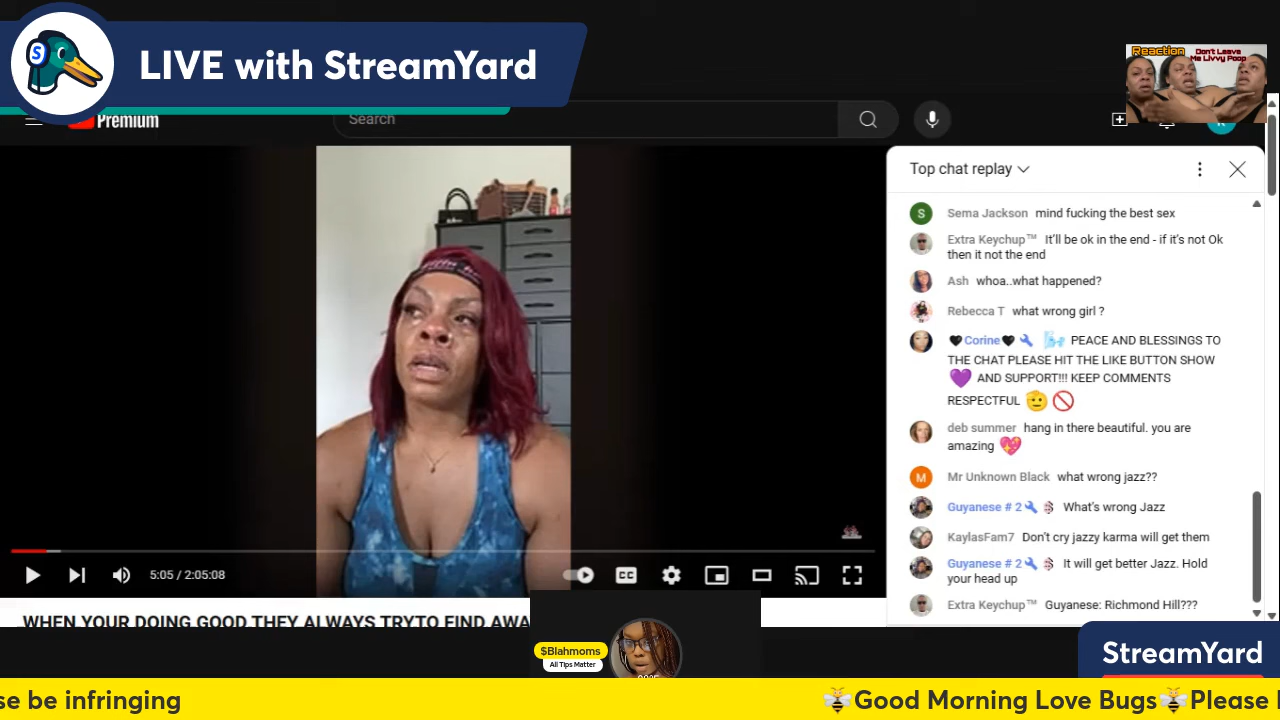 LIVE with StreamYard
S
Reaction
Don't Leave
Me Livvy Poop
Premium
Search
Top chat replay
S
Sema Jackson mind fucking the best sex
Extra Keychup™ It'll be ok in the end - if it's not Ok
then it not the end
Ash whoa..what happened?
Rebecca T what wrong girl ?
🖤Corine🖤 PEACE AND BLESSINGS TO
THE CHAT PLEASE HIT THE LIKE BUTTON SHOW
💜 AND SUPPORT!!! KEEP COMMENTS
RESPECTFUL 🫡 🚫
deb summer hang in there beautiful. you are
amazing 💖
M
Mr Unknown Black what wrong jazz??
Guyanese # 2 What's wrong Jazz
KaylasFam7 Don't cry jazzy karma will get them
Guyanese # 2 It will get better Jazz. Hold
your head up
Extra Keychup™ Guyanese: Richmond Hill???
5:05 / 2:05:08
CC
WHEN YOUR DOING GOOD THEY ALWAYS TRYTO FIND AWA
$Blahmoms
All Tips Matter
StreamYard
se be infringing
🐝Good Morning Love Bugs🐝Please